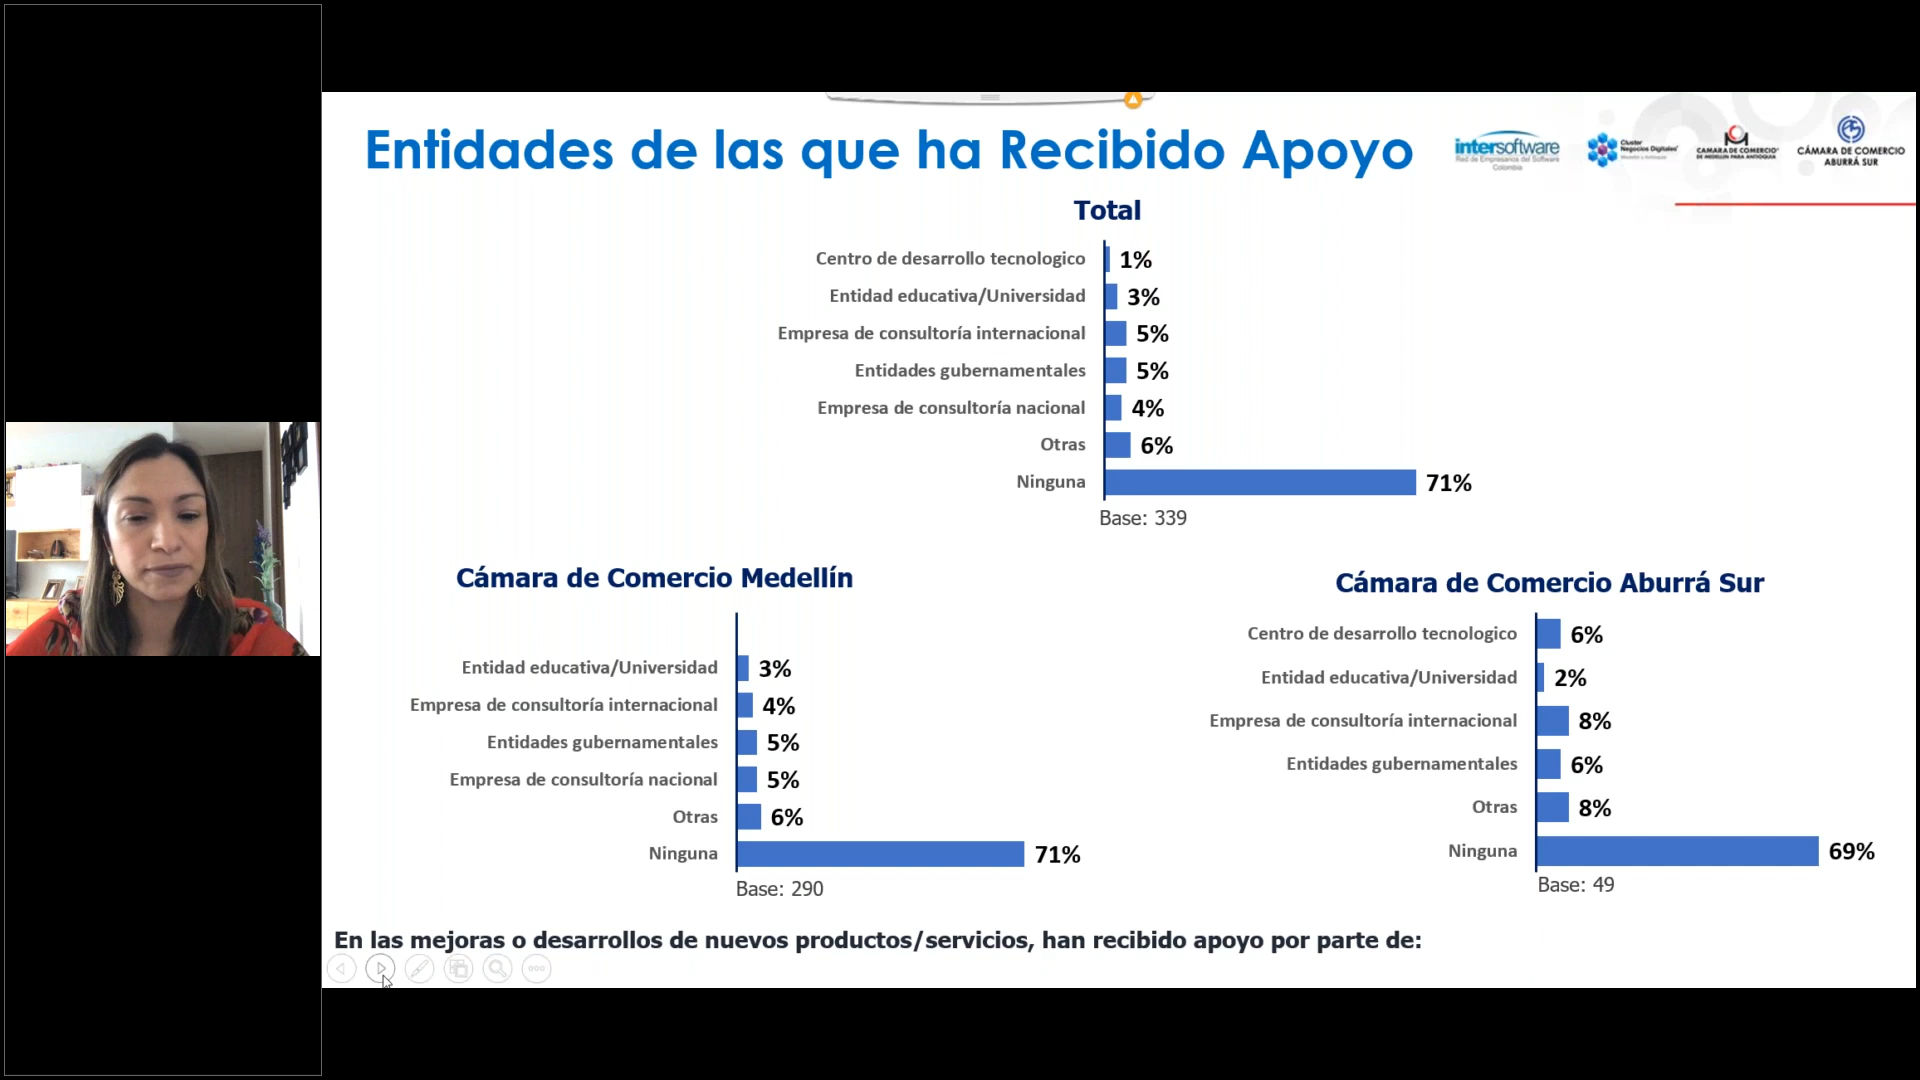 Entidades de las que ha Recibido Apoyo
intersoftware
Red de Empresarios del Software
Colombia
Cluster
Negocios Digitales
Medellín y Antioquia
CAMARA DE COMERCIO
DE MEDELLIN PARA ANTIOQUIA
CÁMARA DE COMERCIO
ABURRÁ SUR
Total
Centro de desarrollo tecnologico 1%
Entidad educativa/Universidad 3%
Empresa de consultoría internacional 5%
Entidades gubernamentales 5%
Empresa de consultoría nacional 4%
Otras 6%
Ninguna 71%
Base: 339
Cámara de Comercio Medellín
Entidad educativa/Universidad 3%
Empresa de consultoría internacional 4%
Entidades gubernamentales 5%
Empresa de consultoría nacional 5%
Otras 6%
Ninguna 71%
Base: 290
Cámara de Comercio Aburrá Sur
Centro de desarrollo tecnologico 6%
Entidad educativa/Universidad 2%
Empresa de consultoría internacional 8%
Entidades gubernamentales 6%
Otras 8%
Ninguna 69%
Base: 49
En las mejoras o desarrollos de nuevos productos/servicios, han recibido apoyo por parte de: